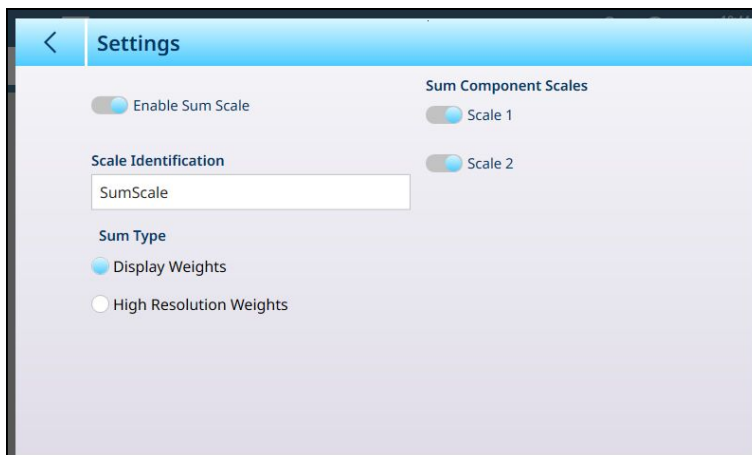 Settings
Enable Sum Scale
Scale Identification
SumScale
Sum Type
Display Weights
High Resolution Weights
Sum Component Scales
Scale 1
Scale 2